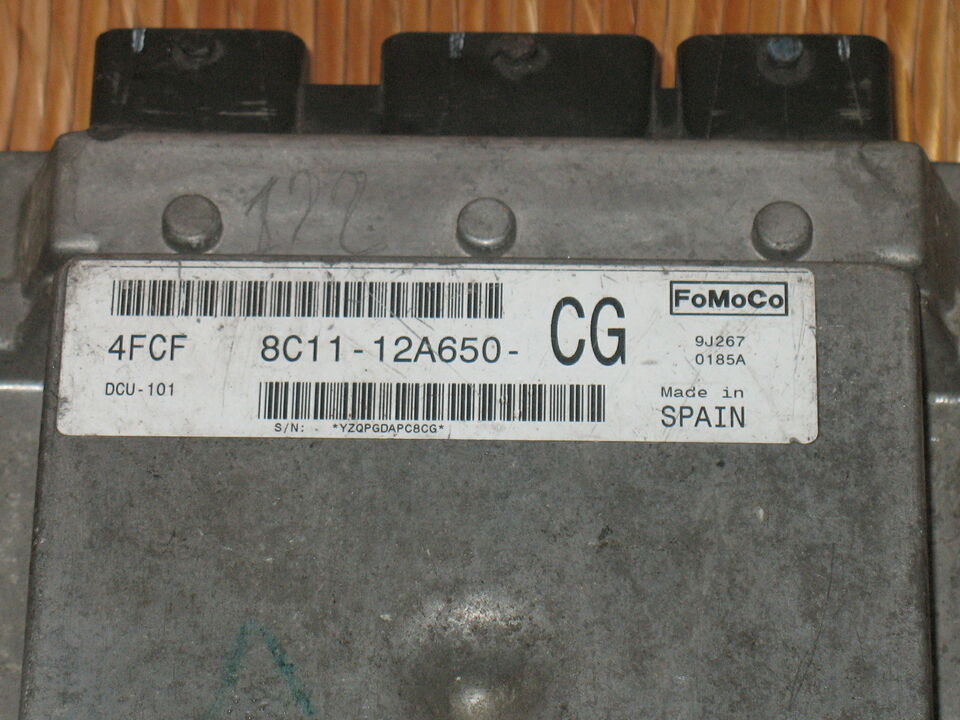 122
FoMoCo
4FCF 8C11-12A650- CG
9J267
0185A
DCU-101
Made in
SPAIN
S/N: *YZQPGDAPC8CG*